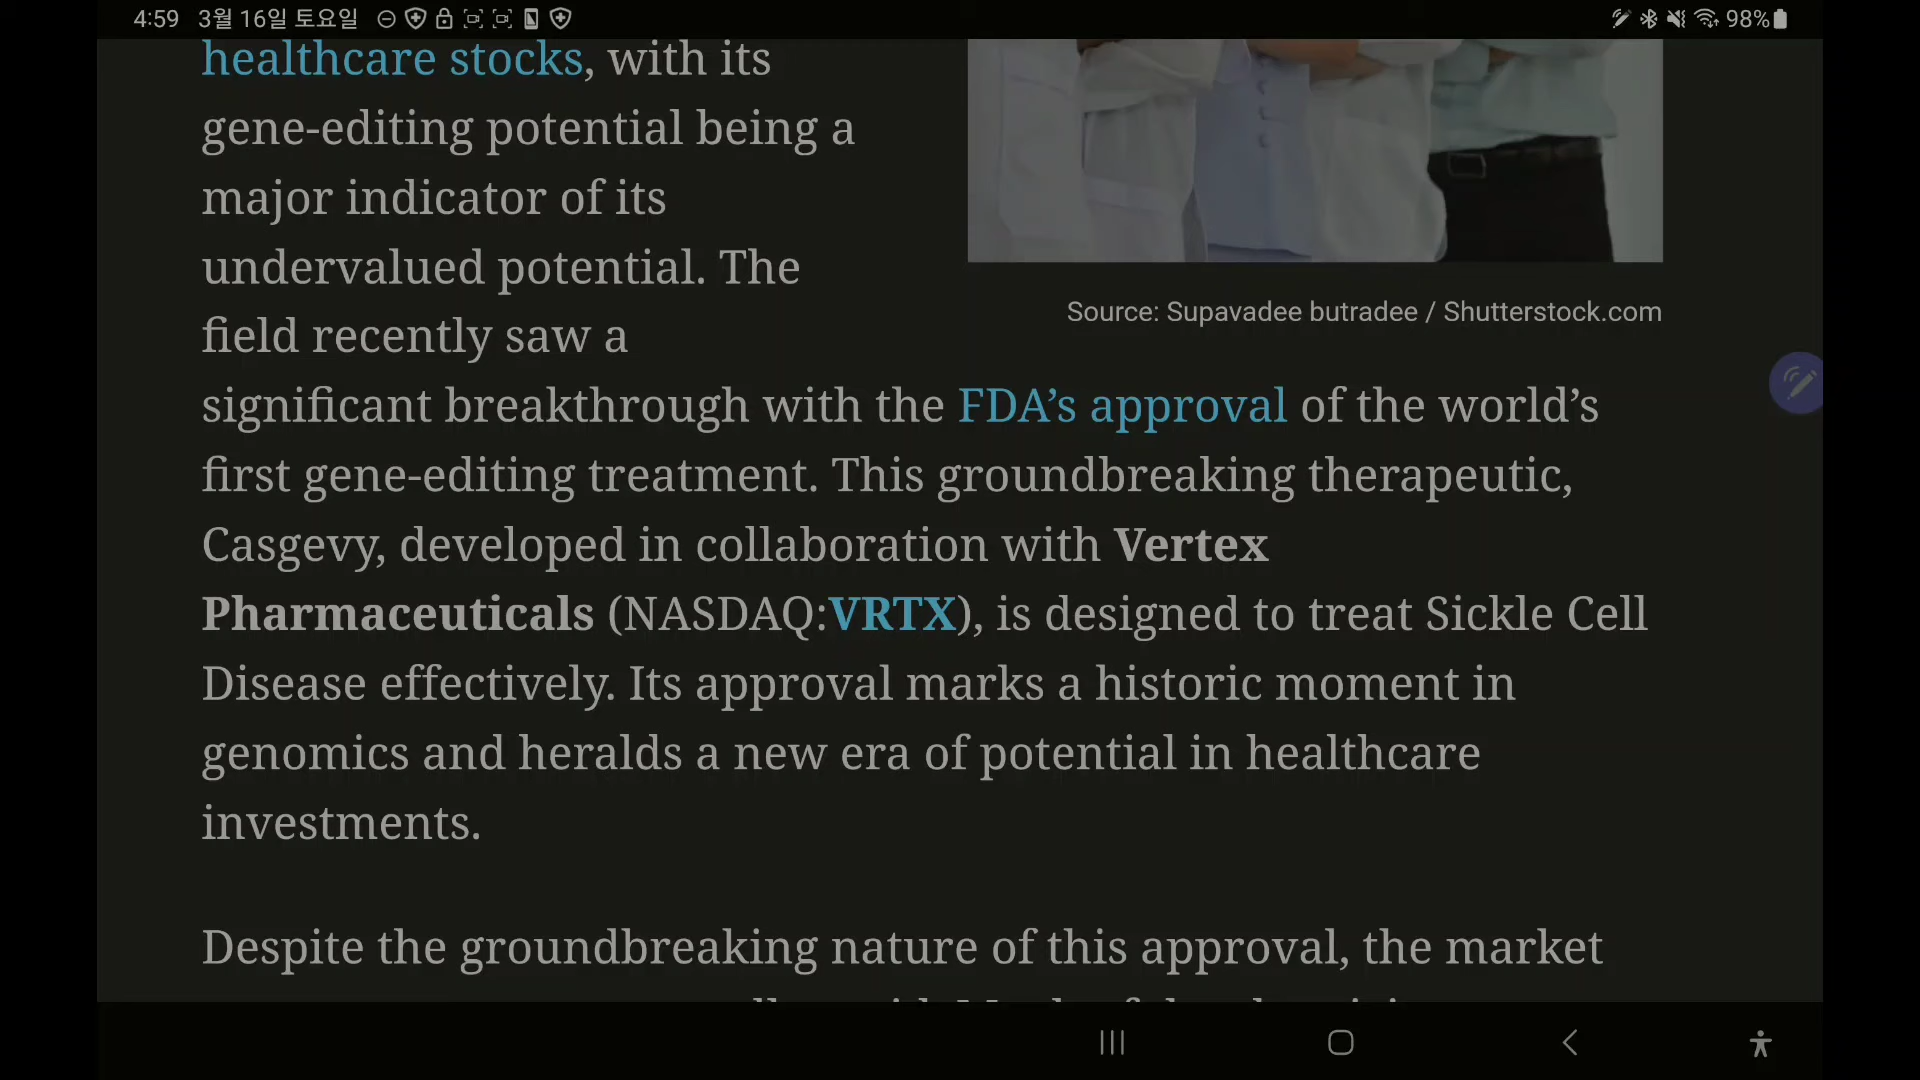 4:59 3월 16일 토요일
98%
healthcare stocks, with its
gene-editing potential being a
major indicator of its
undervalued potential. The
field recently saw a
Source: Supavadee butradee / Shutterstock.com
significant breakthrough with the FDA’s approval of the world’s
first gene-editing treatment. This groundbreaking therapeutic,
Casgevy, developed in collaboration with Vertex
Pharmaceuticals (NASDAQ:VRTX), is designed to treat Sickle Cell
Disease effectively. Its approval marks a historic moment in
genomics and heralds a new era of potential in healthcare
investments.
Despite the groundbreaking nature of this approval, the market